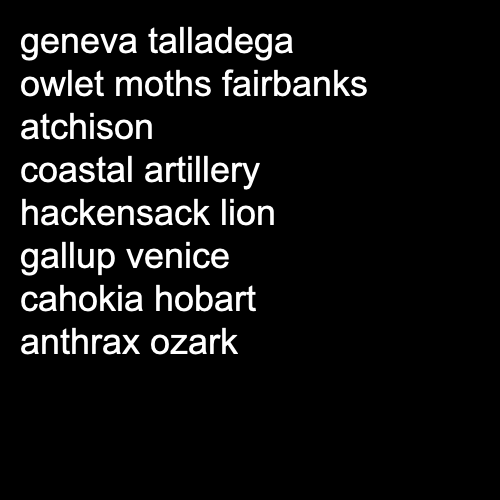 geneva talladega
owlet moths fairbanks
atchison
coastal artillery
hackensack lion
gallup venice
cahokia hobart
anthrax ozark